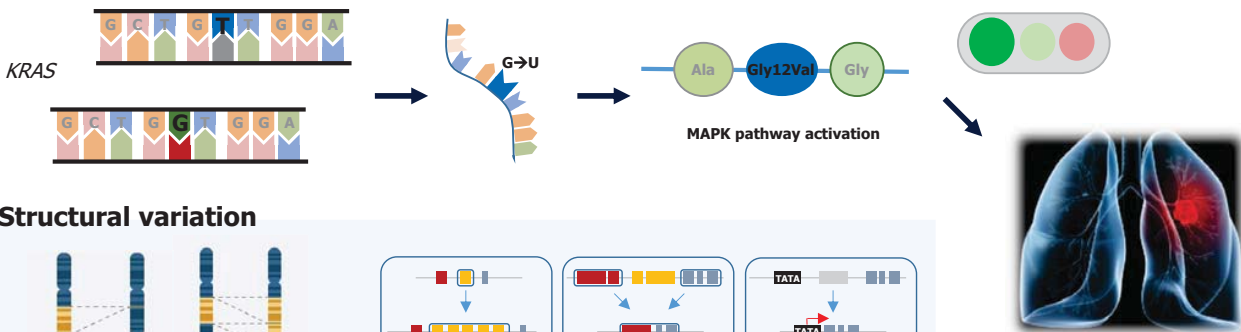 G C T G T T G G A
KRAS
G→U
Ala Gly12Val Gly
MAPK pathway activation
G C T G G T G G A
Structural variation
TATA
TATA